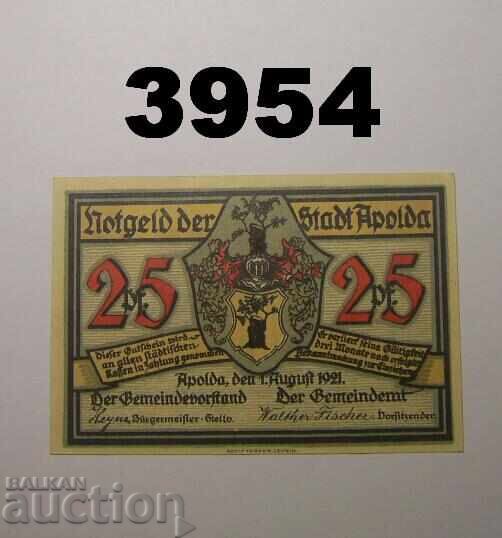 3954
Notgeld der Stadt Apolda
25 Pf. 25 Pf.
Dieser Gutschein wird
an allen städtischen
Kassen in Zahlung genommen
Er verliert seine Gültigkeit
drei Monate nach
Bekanntmachung zur
Apolda, den 1. August 1921.
Der Gemeindevorstand Der Gemeinderat
Heyne, Bürgermeister-Stellv. Walther Fischer, Vorsitzender.
BALKAN
auction